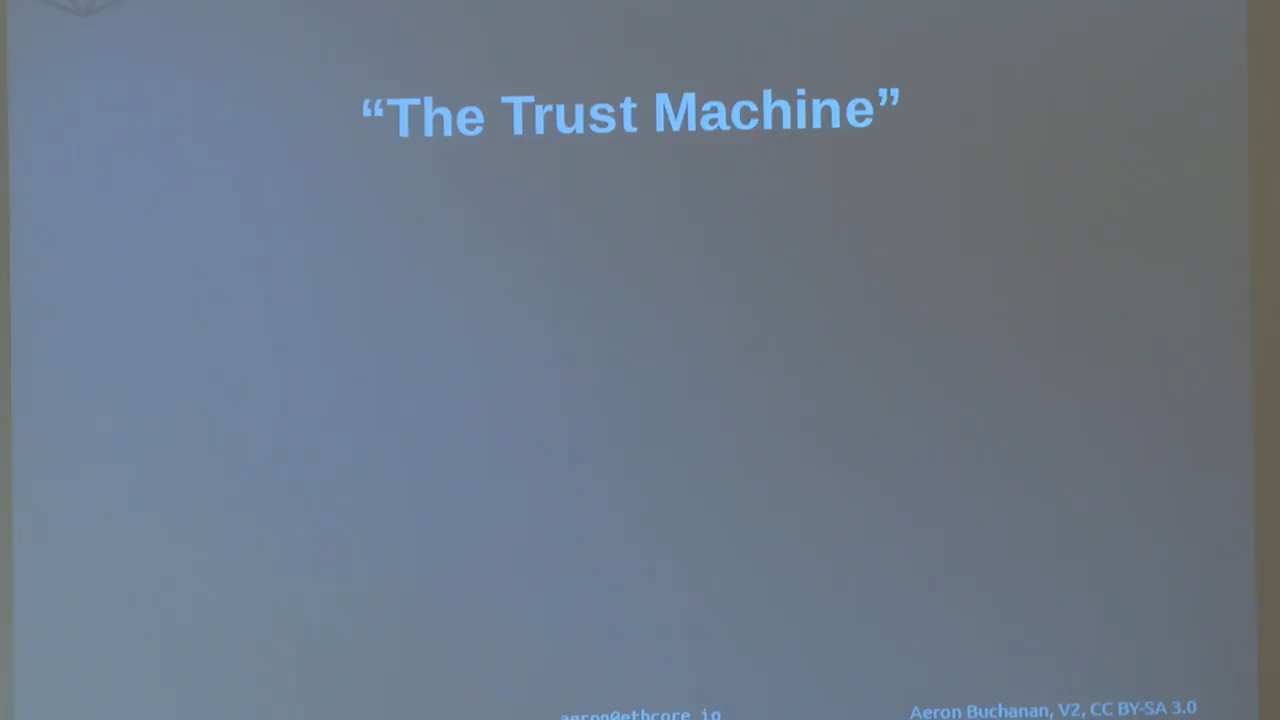 “The Trust Machine”
aeron@ethcore.io
Aeron Buchanan, V2, CC BY-SA 3.0